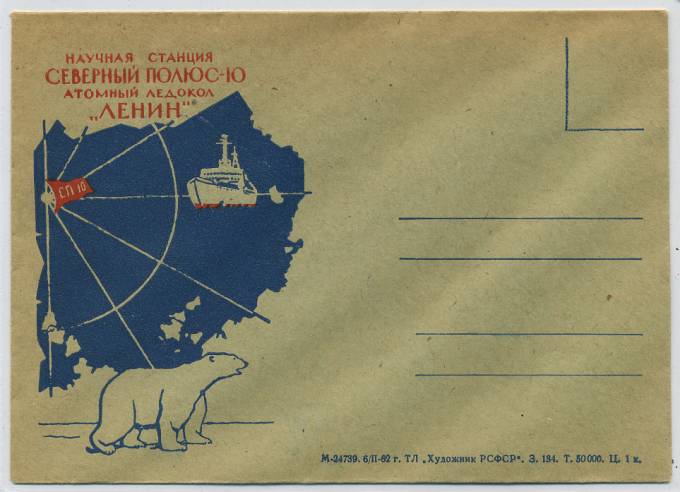 НАУЧНАЯ СТАНЦИЯ
СЕВЕРНЫЙ ПОЛЮС-10
АТОМНЫЙ ЛЕДОКОЛ
„ЛЕНИН"
СП 10
М-24739. 6/II-62 г. ТЛ „Художник РСФСР". З. 184. Т. 50000. Ц. 1 к.